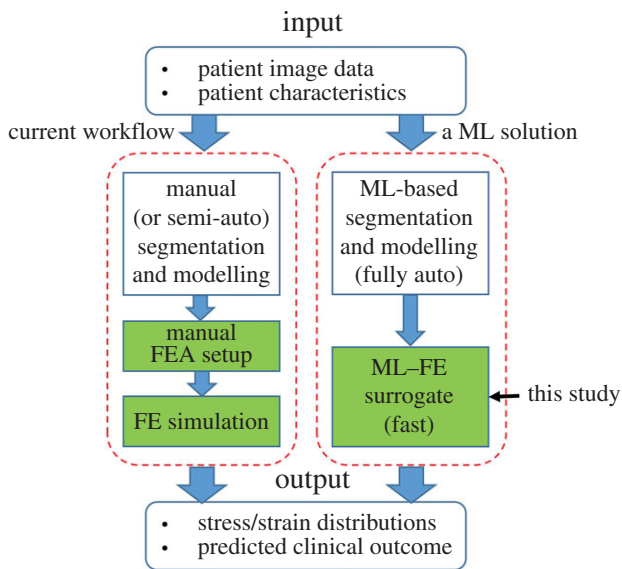 input
• patient image data
• patient characteristics
current workflow
a ML solution
manual
(or semi-auto)
segmentation
and modelling
manual
FEA setup
FE simulation
ML-based
segmentation
and modelling
(fully auto)
ML–FE
surrogate
(fast)
this study
output
• stress/strain distributions
• predicted clinical outcome